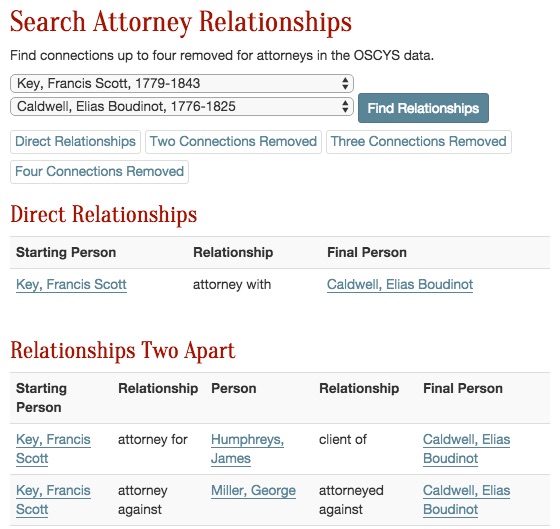 Search Attorney Relationships
Find connections up to four removed for attorneys in the OSCYS data.
Key, Francis Scott, 1779-1843
Caldwell, Elias Boudinot, 1776-1825
Find Relationships
Direct Relationships Two Connections Removed Three Connections Removed
Four Connections Removed
Direct Relationships
Starting Person Relationship Final Person
Key, Francis Scott attorney with Caldwell, Elias Boudinot
Relationships Two Apart
Starting Relationship Person Relationship Final Person
Person
Key, Francis attorney for Humphreys, client of Caldwell, Elias
Scott James Boudinot
Key, Francis attorney Miller, George attorneyed Caldwell, Elias
Scott against against Boudinot